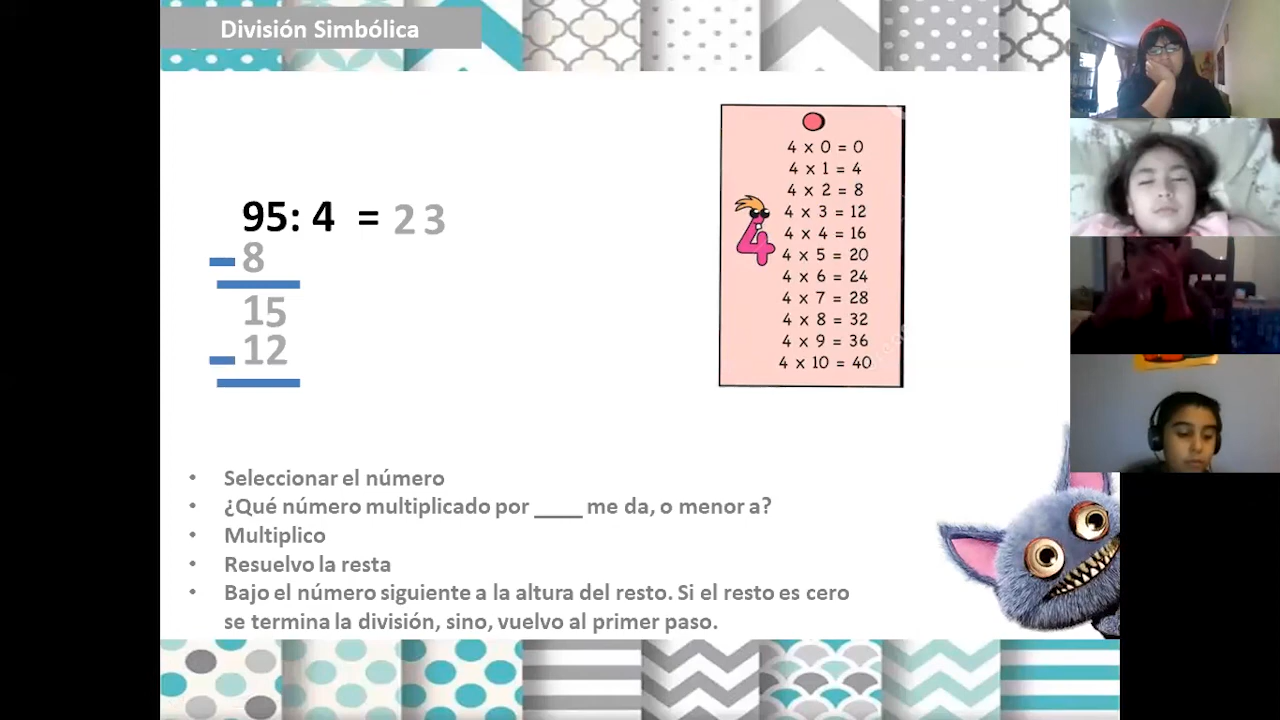 División Simbólica
95: 4 = 2 3
- 8
15
- 12
4 x 0 = 0
4 x 1 = 4
4 x 2 = 8
4 x 3 = 12
4 x 4 = 16
4 x 5 = 20
4 x 6 = 24
4 x 7 = 28
4 x 8 = 32
4 x 9 = 36
4 x 10 = 40
4
• Seleccionar el número
• ¿Qué número multiplicado por ____ me da, o menor a?
• Multiplico
• Resuelvo la resta
• Bajo el número siguiente a la altura del resto. Si el resto es cero
se termina la división, sino, vuelvo al primer paso.